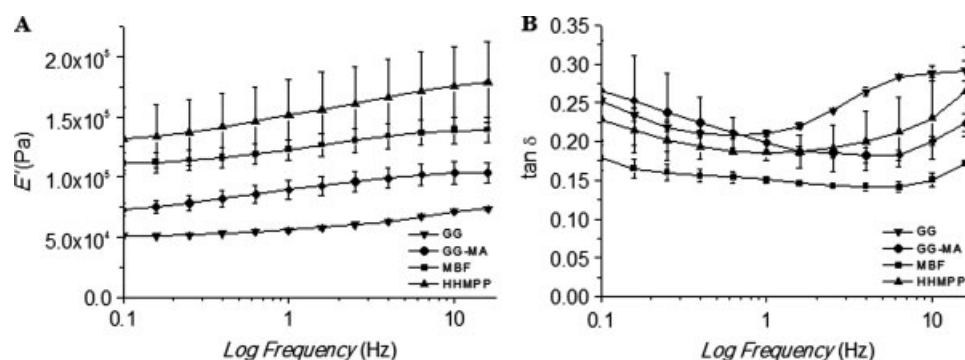 A
2.0x10⁵
1.5x10⁵
1.0x10⁵
5.0x10⁴
0.0
E'(Pa)
GG
GG-MA
MBF
HHMPP
0.1
1
10
Log Frequency (Hz)
B
0.35
0.30
0.25
0.20
0.15
0.10
0.05
0.00
tan δ
GG
GG-MA
MBF
HHMPP
0.1
1
10
Log Frequency (Hz)